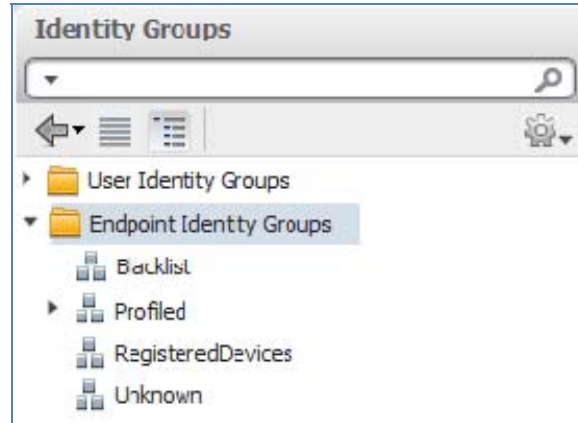 Identity Groups
User Identity Groups
Endpoint Identty Groups
Backlist
Profiled
RegisteredDevices
Unknown